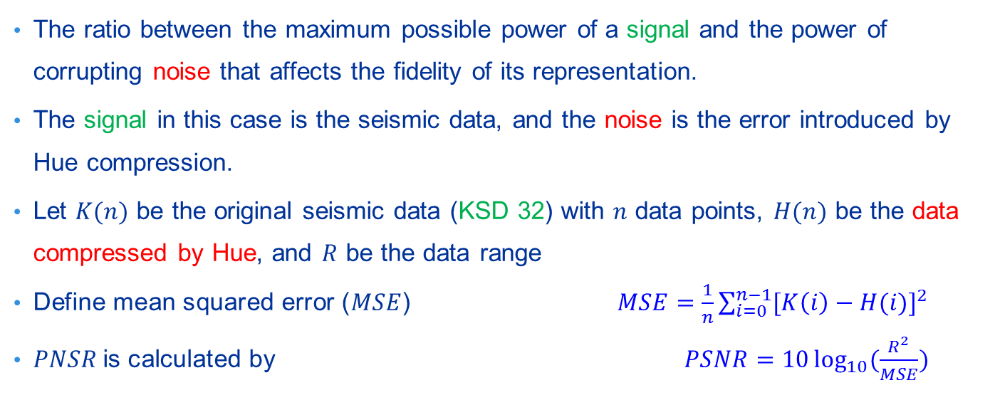 • The ratio between the maximum possible power of a signal and the power of
corrupting noise that affects the fidelity of its representation.
• The signal in this case is the seismic data, and the noise is the error introduced by
Hue compression.
• Let K(n) be the original seismic data (KSD 32) with n data points, H(n) be the data
compressed by Hue, and R be the data range
• Define mean squared error (MSE) MSE = \frac{1}{n} \sum_{i=0}^{n-1} [K(i) − H(i)]^2
• PNSR is calculated by PSNR = 10 \log_{10} (\frac{R^2}{MSE})